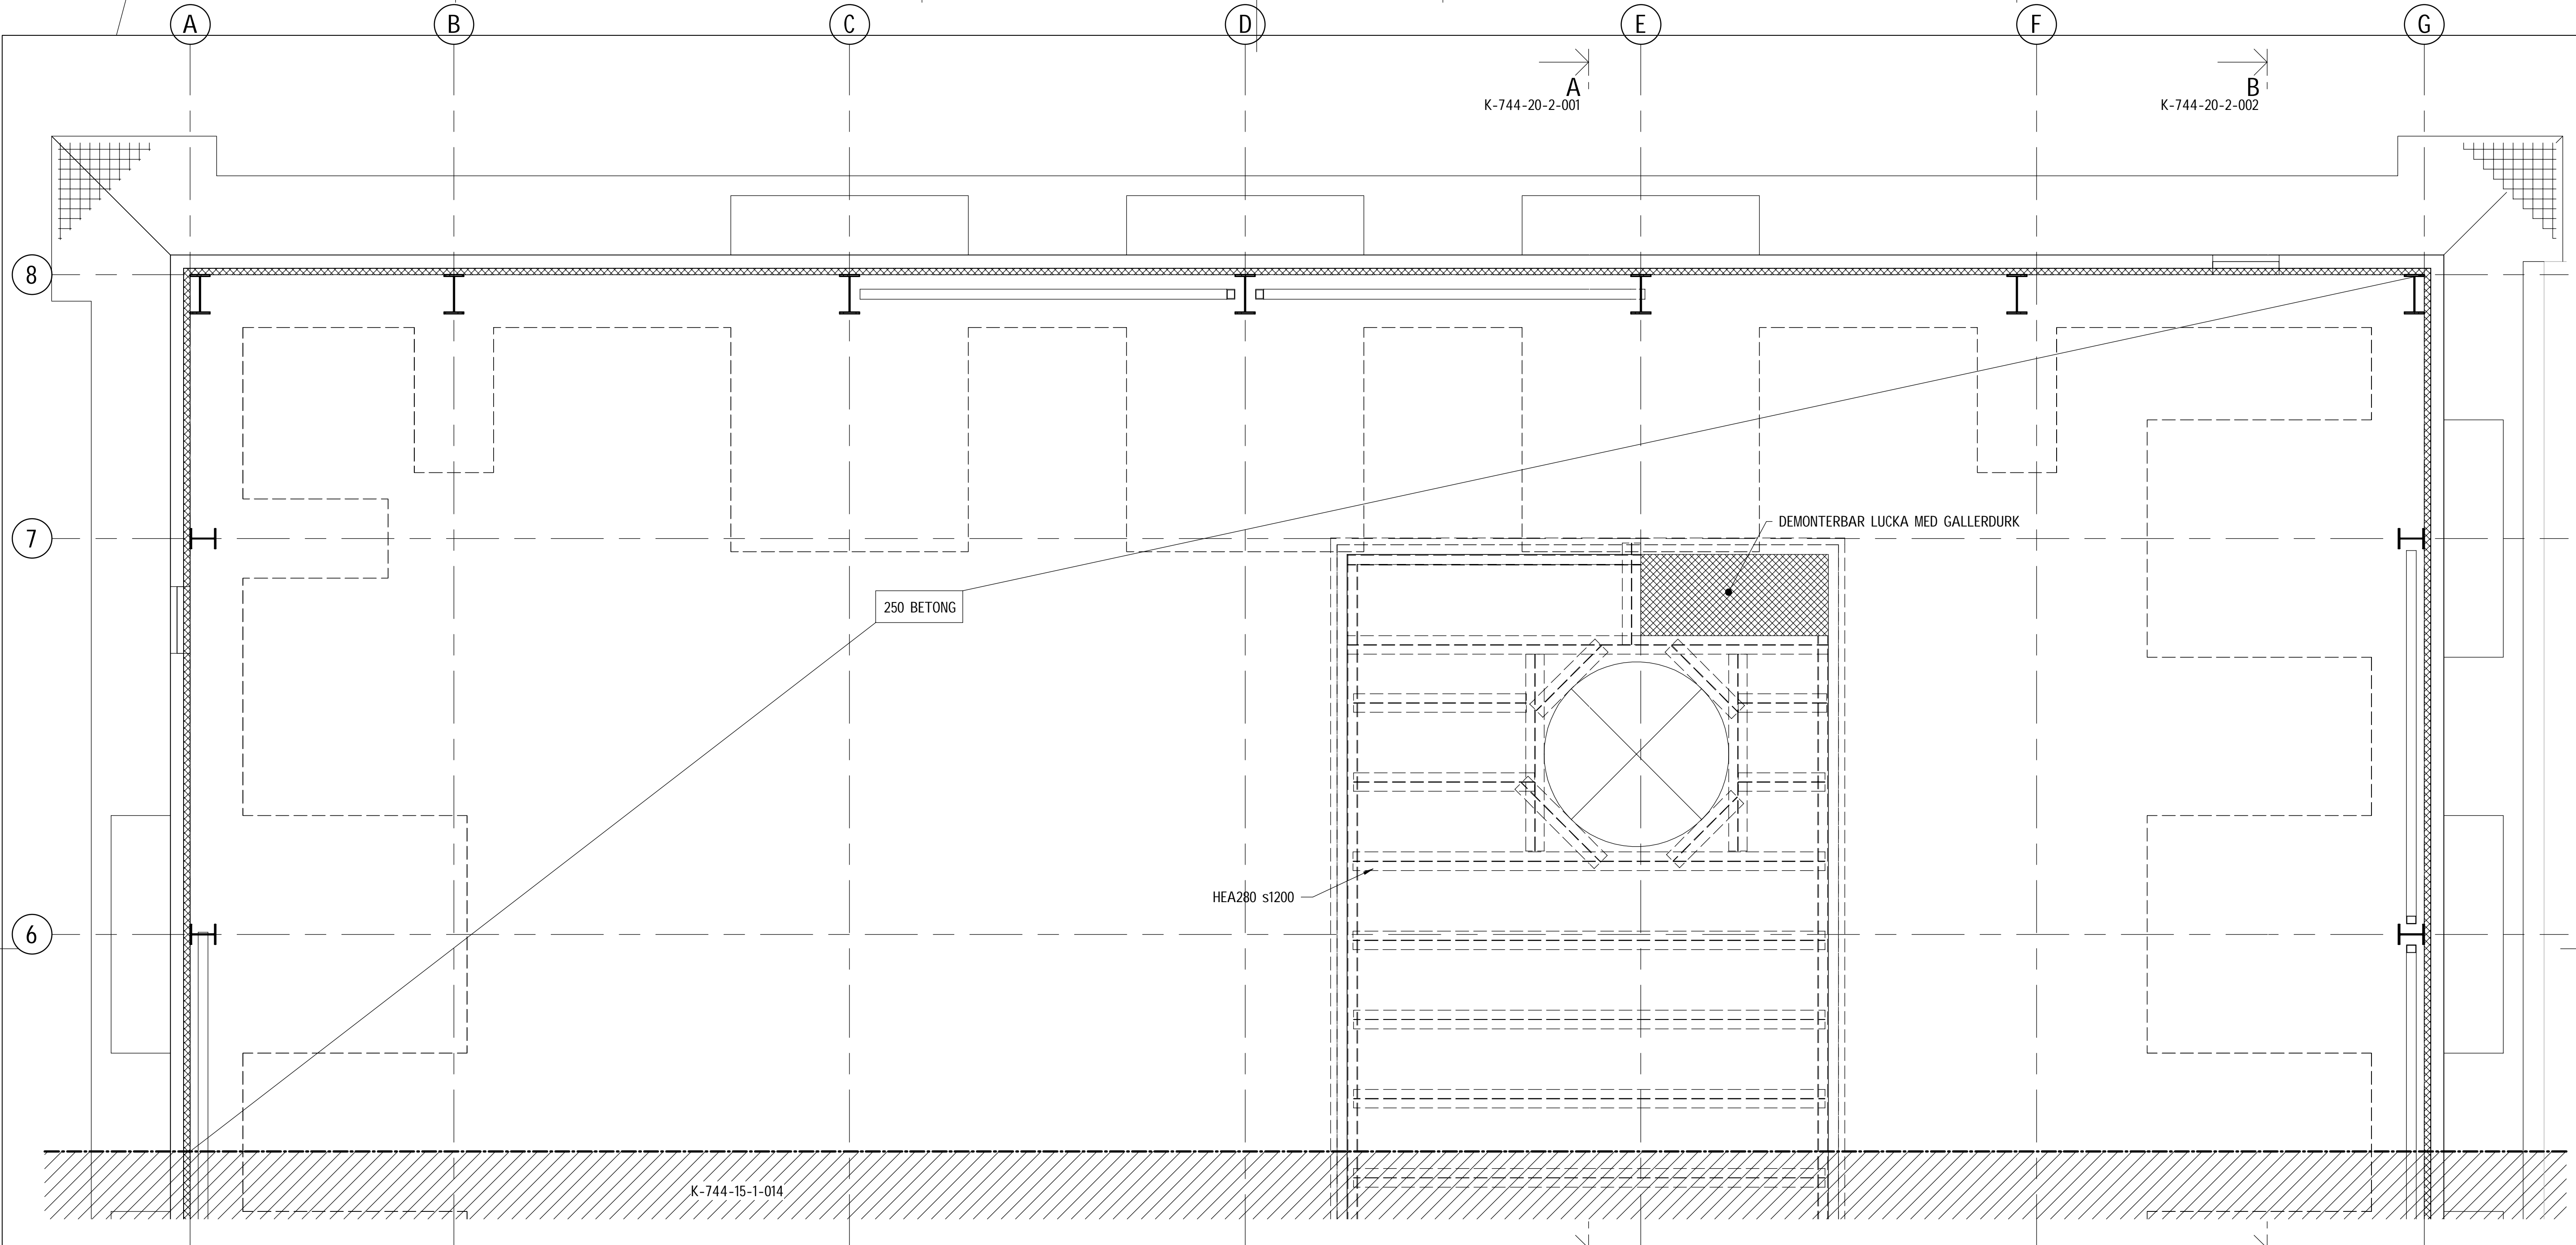 A B C D E F G
A
K-744-20-2-001
B
K-744-20-2-002
8
7
DEMONTERBAR LUCKA MED GALLERDURK
250 BETONG
HEA280 s1200
6
K-744-15-1-014